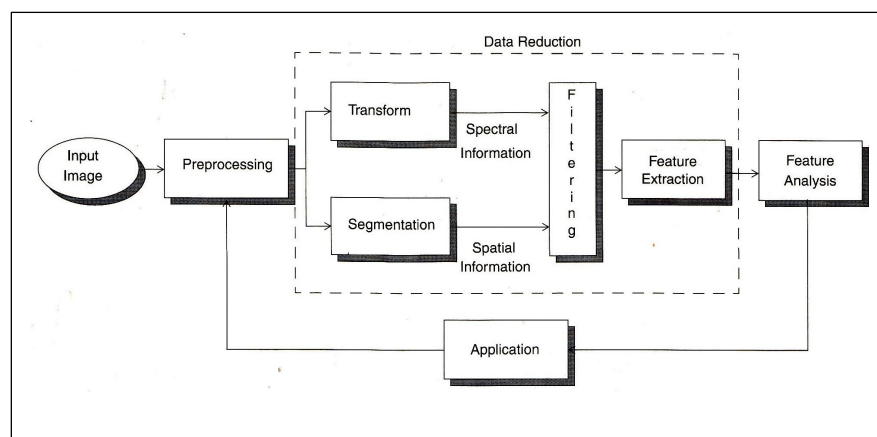 Data Reduction
Input
Image
Preprocessing
Transform
Spectral
Information
Segmentation
Spatial
Information
Filtering
Feature
Extraction
Feature
Analysis
Application